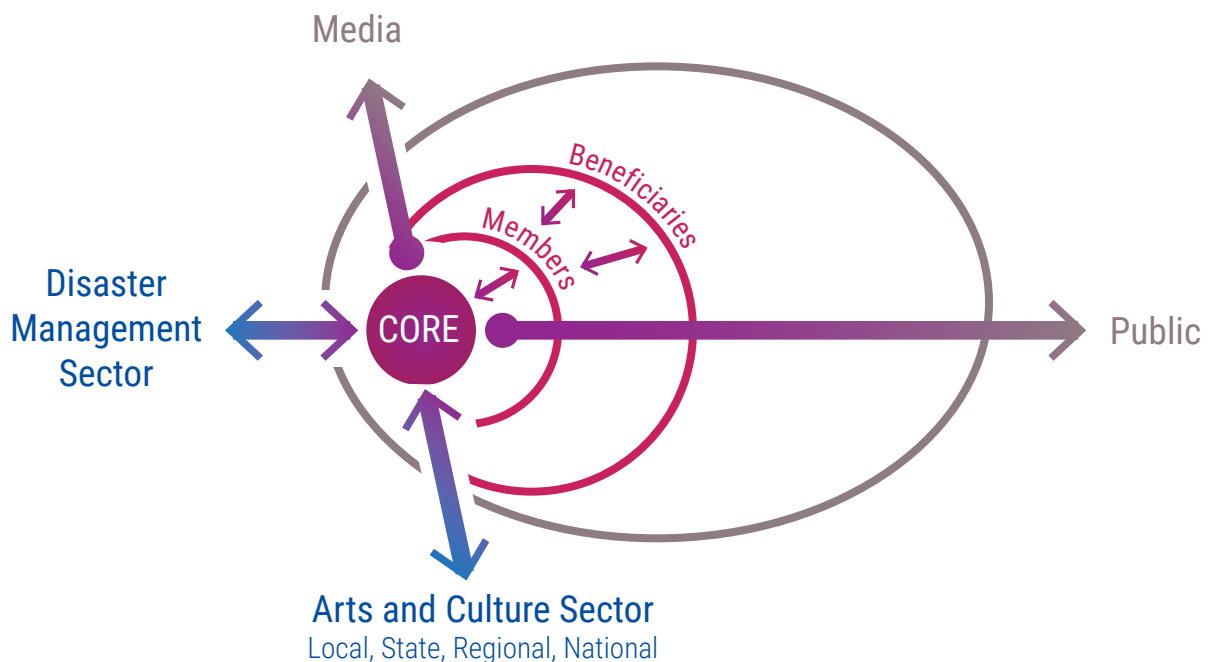 Media
Beneficiaries
Members
Disaster
Management
Sector
CORE
Public
Arts and Culture Sector
Local, State, Regional, National